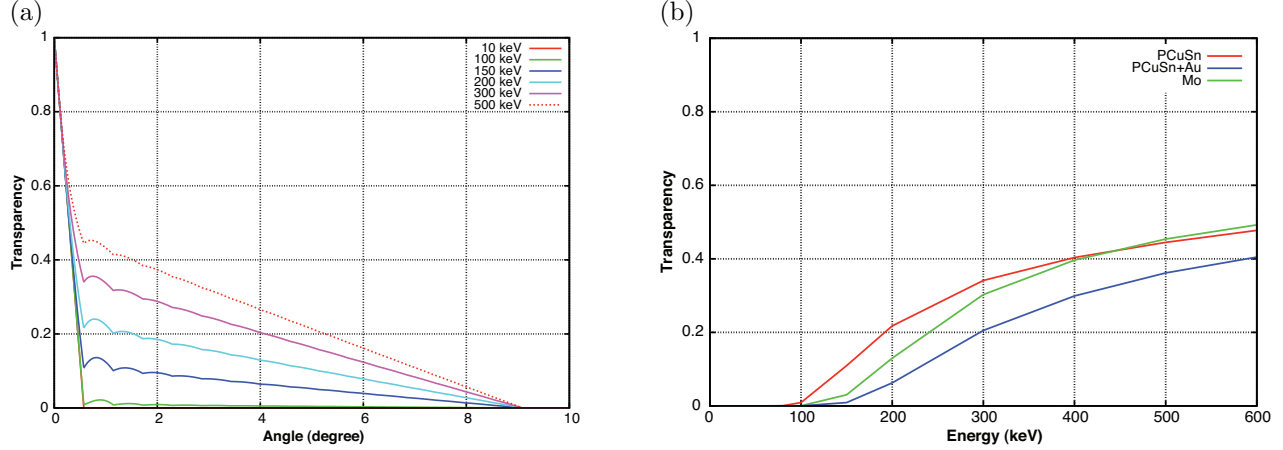 (a)
1
0.8
0.6
0.4
0.2
0
Transparency
10 keV
100 keV
150 keV
200 keV
300 keV
500 keV
0 2 4 6 8 10
Angle (degree)
(b)
1
0.8
0.6
0.4
0.2
0
Transparency
PCuSn
PCuSn+Au
Mo
0 100 200 300 400 500 600
Energy (keV)